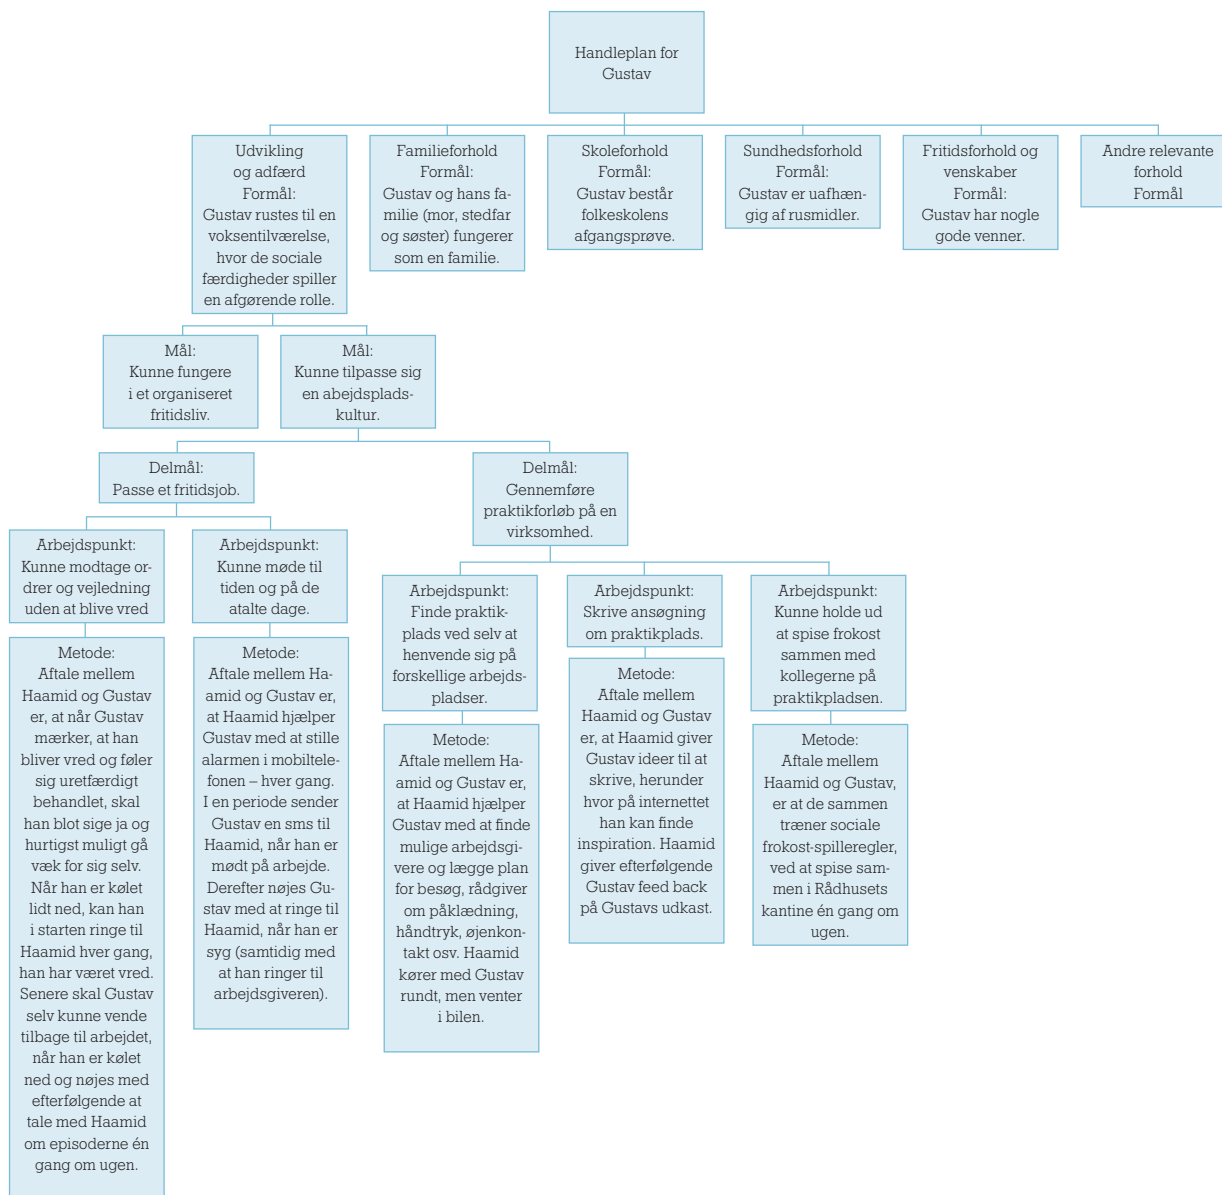 Handleplan for
Gustav
Udvikling
og adfærd
Formål:
Gustav rustes til en
voksentilværelse,
hvor de sociale
færdigheder spiller
en afgørende rolle.
Familieforhold
Formål:
Gustav og hans fa-
milie (mor, stedfar
og søster) fungerer
som en familie.
Skoleforhold
Formål:
Gustav består
folkeskolens
afgangsprøve.
Sundhedsforhold
Formål:
Gustav er uafhæn-
gig af rusmidler.
Fritidsforhold og
venskaber
Formål:
Gustav har nogle
gode venner.
Andre relevante
forhold
Formål
Mål:
Kunne fungere
i et organiseret
fritidsliv.
Mål:
Kunne tilpasse sig
en abejdsplads-
kultur.
Delmål:
Passe et fritidsjob.
Delmål:
Gennemføre
praktikforløb på en
virksomhed.
Arbejdspunkt:
Kunne modtage or-
drer og vejledning
uden at blive vred
Arbejdspunkt:
Kunne møde til
tiden og på de
atalte dage.
Arbejdspunkt:
Finde praktik-
plads ved selv at
henvende sig på
forskellige arbejds-
pladser.
Arbejdspunkt:
Skrive ansøgning
om praktikplads.
Arbejdspunkt:
Kunne holde ud
at spise frokost
sammen med
kollegerne på
praktikpladsen.
Metode:
Aftale mellem
Haamid og Gustav
er, at når Gustav
mærker, at han
bliver vred og føler
sig uretfærdigt
behandlet, skal
han blot sige ja og
hurtigst muligt gå
væk for sig selv.
Når han er kølet
lidt ned, kan han
i starten ringe til
Haamid hver gang,
han har været vred.
Senere skal Gustav
selv kunne vende
tilbage til arbejdet,
når han er kølet
ned og nøjes med
efterfølgende at
tale med Haamid
om episoderne én
gang om ugen.
Metode:
Aftale mellem Ha-
amid og Gustav er,
at Haamid hjælper
Gustav med at stille
alarmen i mobiltele-
fonen – hver gang.
I en periode sender
Gustav en sms til
Haamid, når han er
mødt på arbejde.
Derefter nøjes Gu-
stav med at ringe til
Haamid, når han er
syg (samtidig med
at han ringer til
arbejdsgiveren).
Metode:
Aftale mellem Ha-
amid og Gustav er,
at Haamid hjælper
Gustav med at finde
mulige arbejdsgi-
vere og lægge plan
for besøg, rådgiver
om påklædning,
håndtryk, øjenkon-
takt osv. Haamid
kører med Gustav
rundt, men venter
i bilen.
Metode:
Aftale mellem
Haamid og Gustav
er, at Haamid giver
Gustav ideer til at
skrive, herunder
hvor på internettet
han kan finde
inspiration. Haamid
giver efterfølgende
Gustav feed back
på Gustavs udkast.
Metode:
Aftale mellem
Haamid og Gustav,
er at de sammen
træner sociale
frokost-spilleregler,
ved at spise sam-
men i Rådhusets
kantine én gang om
ugen.